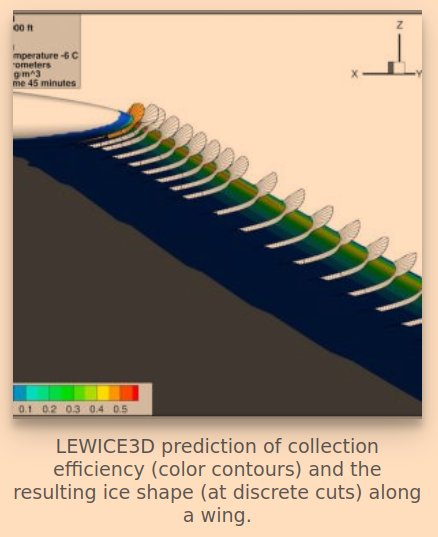 00 ft
mperature -6 C
rometers
g/m^3
me 45 minutes
Z
X
Y
0.1 0.2 0.3 0.4 0.5
LEWICE3D prediction of collection
efficiency (color contours) and the
resulting ice shape (at discrete cuts) along
a wing.